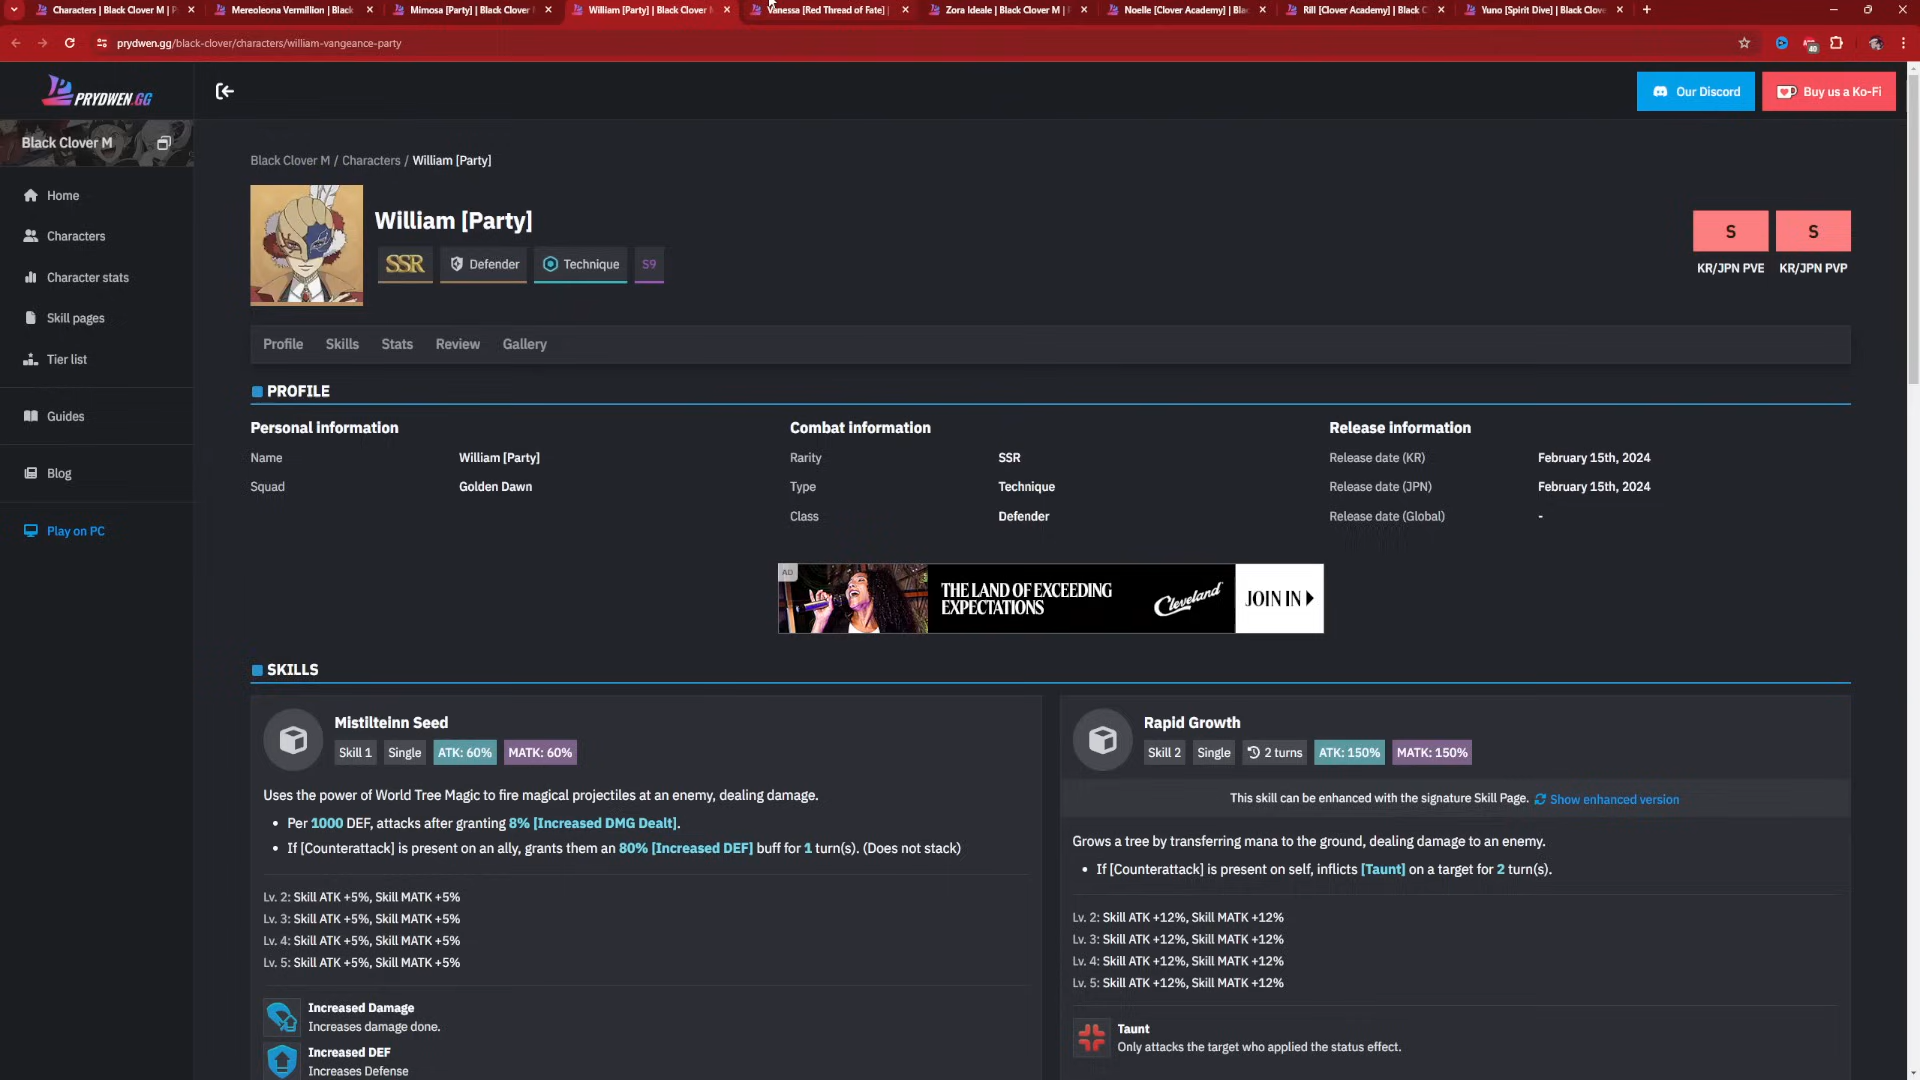 Characters | Black Clover M | P
Mereoleona Vermillion | Black
Mimosa [Party] | Black Clover
William [Party] | Black Clover M
Vanessa [Red Thread of Fate] |
Zora Ideale | Black Clover M |
Noelle [Clover Academy] | Bla
Rill [Clover Academy] | Black C
Yuno [Spirit Dive] | Black Clove
prydwen.gg/black-clover/characters/william-vangeance-party
40
PRYDWEN.GG
Our Discord
Buy us a Ko-Fi
Black Clover M
Home
Characters
Character stats
Skill pages
Tier list
Guides
Blog
Play on PC
Black Clover M / Characters / William [Party]
William [Party]
SSR
Defender
Technique
S9
S
S
KR/JPN PVE
KR/JPN PVP
Profile
Skills
Stats
Review
Gallery
PROFILE
Personal information
Name
William [Party]
Squad
Golden Dawn
Combat information
Rarity
SSR
Type
Technique
Class
Defender
Release information
Release date (KR)
February 15th, 2024
Release date (JPN)
February 15th, 2024
Release date (Global)
-
AD
THE LAND OF EXCEEDING
EXPECTATIONS
Cleveland
JOIN IN
SKILLS
Mistilteinn Seed
Skill 1
Single
ATK: 60%
MATK: 60%
Uses the power of World Tree Magic to fire magical projectiles at an enemy, dealing damage.
• Per 1000 DEF, attacks after granting 8% [Increased DMG Dealt].
• If [Counterattack] is present on an ally, grants them an 80% [Increased DEF] buff for 1 turn(s). (Does not stack)
Lv. 2: Skill ATK +5%, Skill MATK +5%
Lv. 3: Skill ATK +5%, Skill MATK +5%
Lv. 4: Skill ATK +5%, Skill MATK +5%
Lv. 5: Skill ATK +5%, Skill MATK +5%
Increased Damage
Increases damage done.
Increased DEF
Increases Defense
Rapid Growth
Skill 2
Single
2 turns
ATK: 150%
MATK: 150%
This skill can be enhanced with the signature Skill Page. Show enhanced version
Grows a tree by transferring mana to the ground, dealing damage to an enemy.
• If [Counterattack] is present on self, inflicts [Taunt] on a target for 2 turn(s).
Lv. 2: Skill ATK +12%, Skill MATK +12%
Lv. 3: Skill ATK +12%, Skill MATK +12%
Lv. 4: Skill ATK +12%, Skill MATK +12%
Lv. 5: Skill ATK +12%, Skill MATK +12%
Taunt
Only attacks the target who applied the status effect.